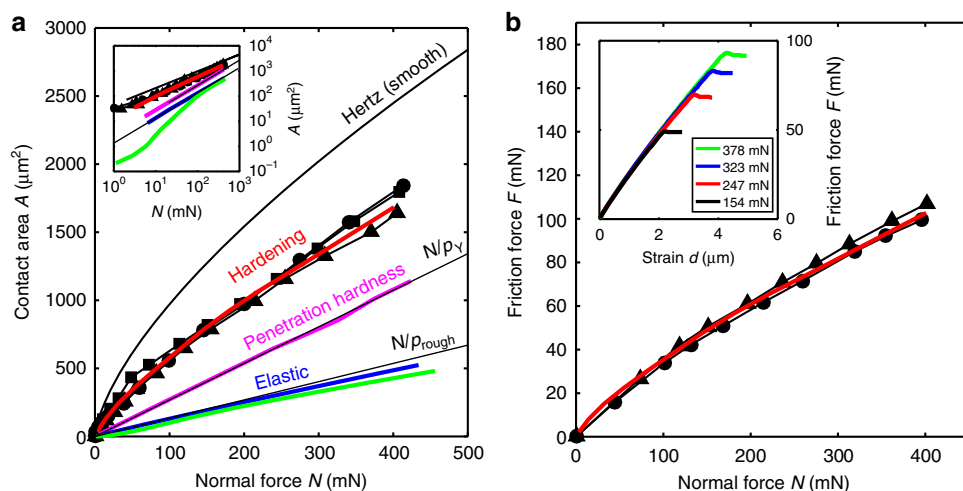 a
3000
2500
2000
1500
1000
500
0
Contact area A (μm²)
0 100 200 300 400 500
Normal force N (mN)
Hertz (smooth)
Hardening
N/pY
Penetration hardness
N/prough
Elastic
10⁴
10³
10²
10¹
10⁰
10⁻¹
A (μm²)
10⁰ 10¹ 10² 10³
N (mN)
b
180
160
140
120
100
80
60
40
20
0
Friction force F (mN)
0 100 200 300 400 500
Normal force N (mN)
100
50
0
Friction force F (mN)
378 mN
323 mN
247 mN
154 mN
0 2 4 6
Strain d (μm)